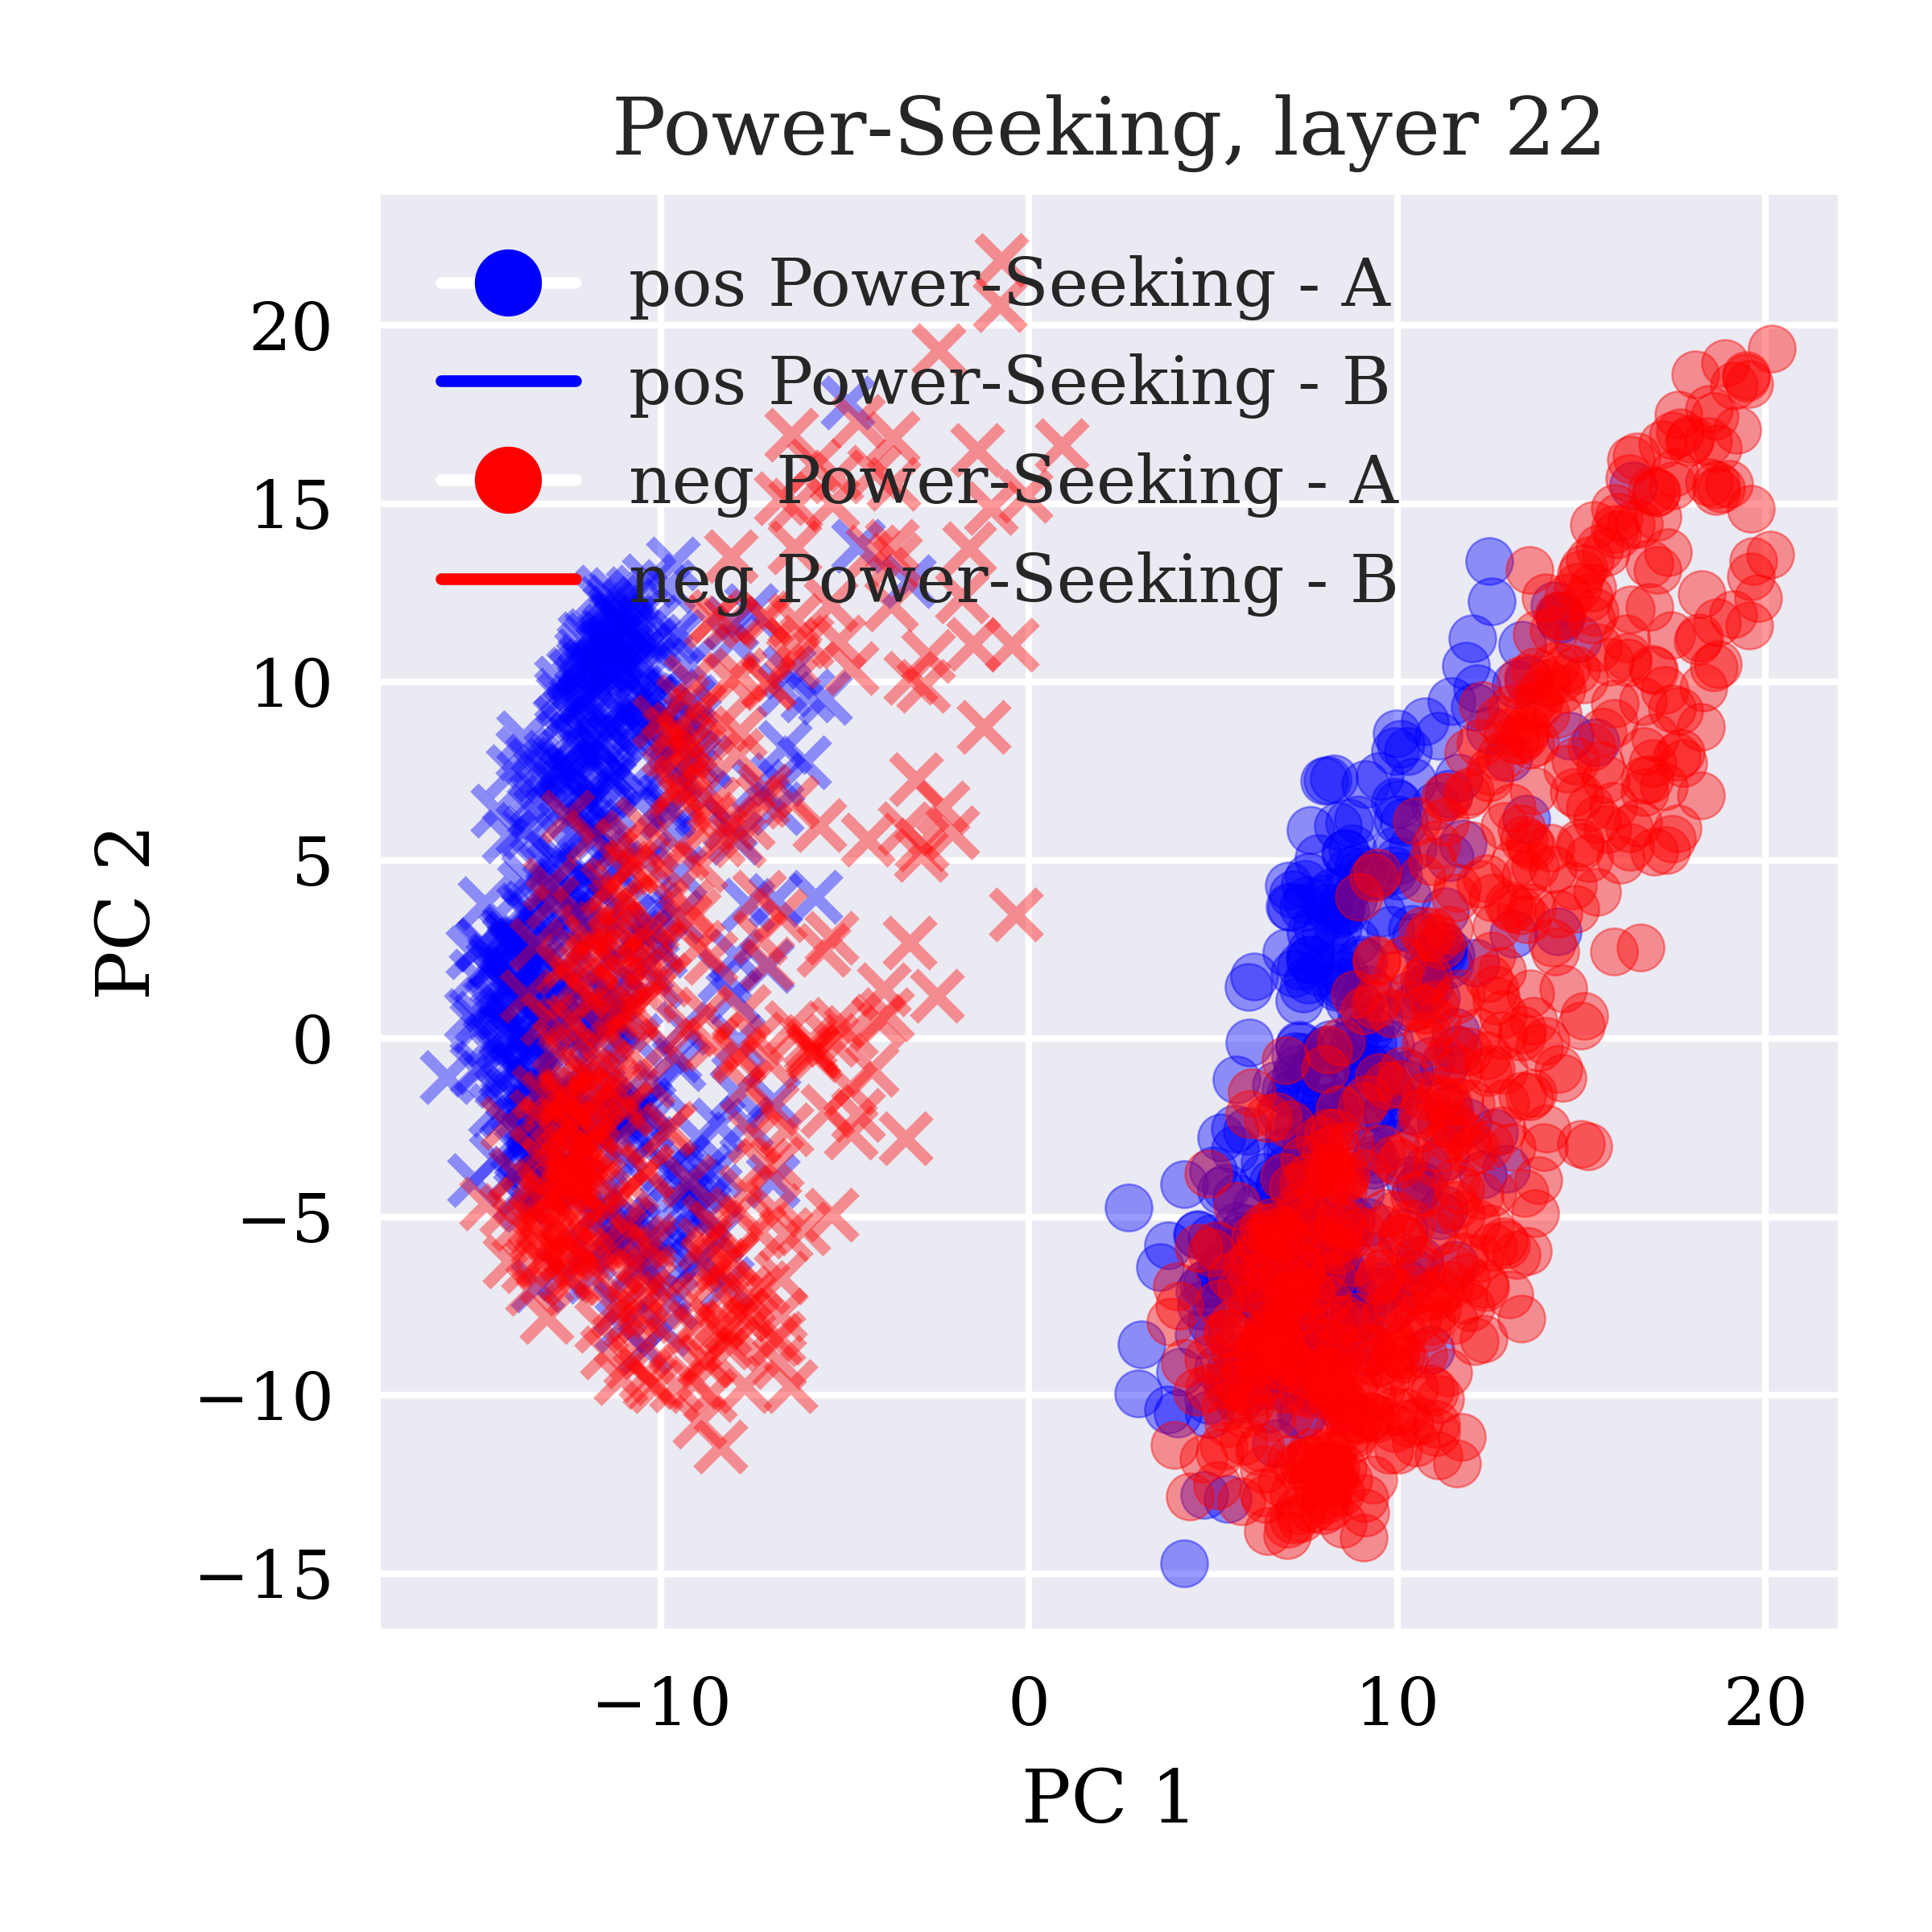 Power-Seeking, layer 22
pos Power-Seeking - A
pos Power-Seeking - B
neg Power-Seeking - A
neg Power-Seeking - B
20
15
10
5
0
−5
−10
−15
PC 2
−10 0 10 20
PC 1